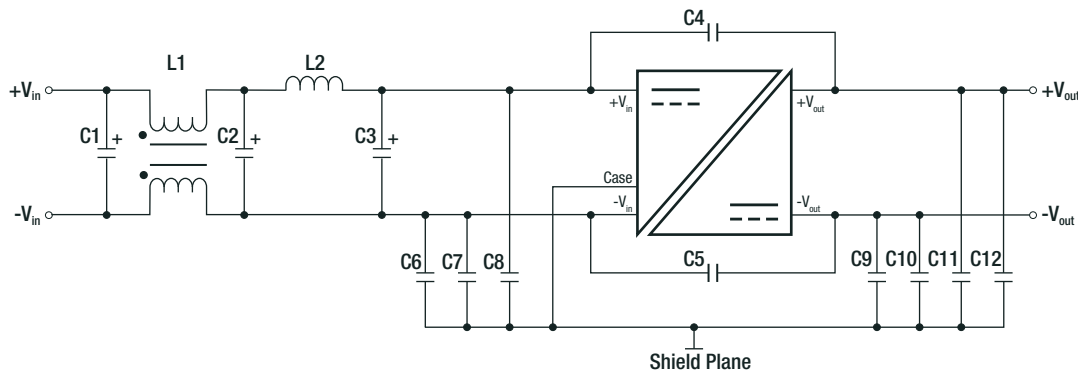 C4
L1
L2
+Vin
+Vin
+Vout
+Vout
C1 +
C2 +
C3 +
Case
-Vin
-Vin
-Vout
-Vout
C6
C7
C8
C5
C9
C10
C11
C12
Shield Plane